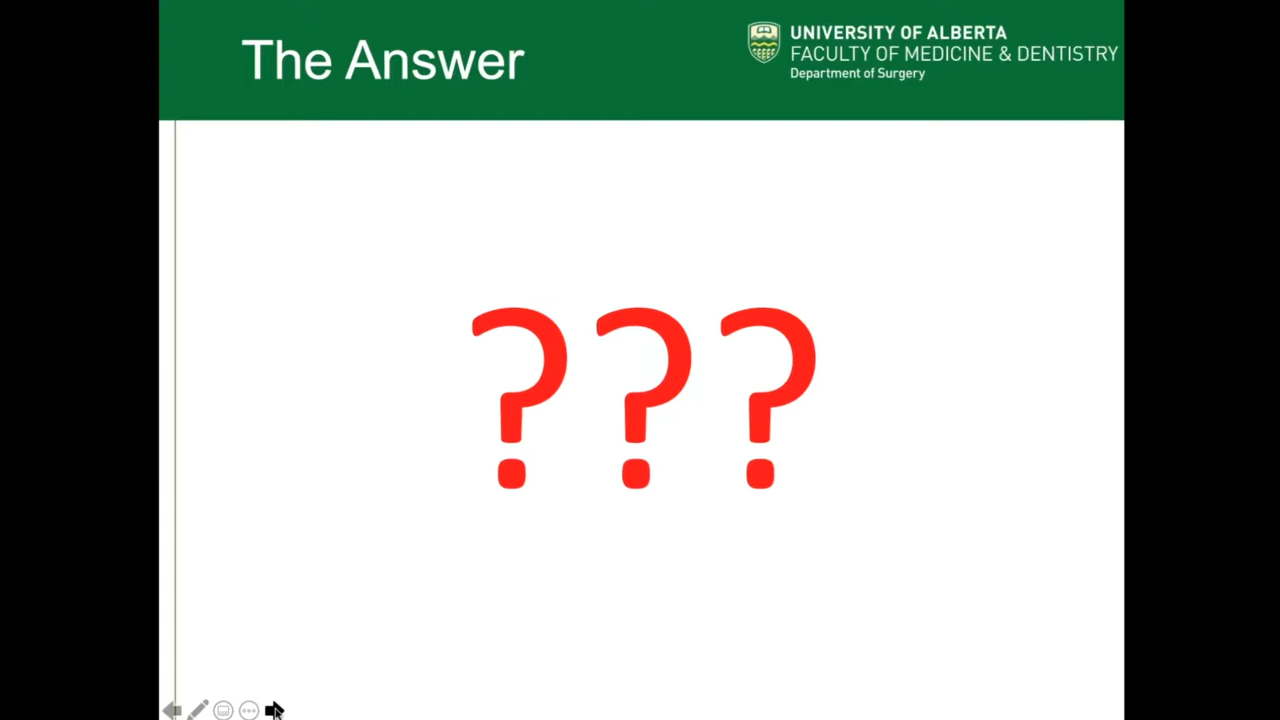 The Answer
UNIVERSITY OF ALBERTA
FACULTY OF MEDICINE & DENTISTRY
Department of Surgery
???